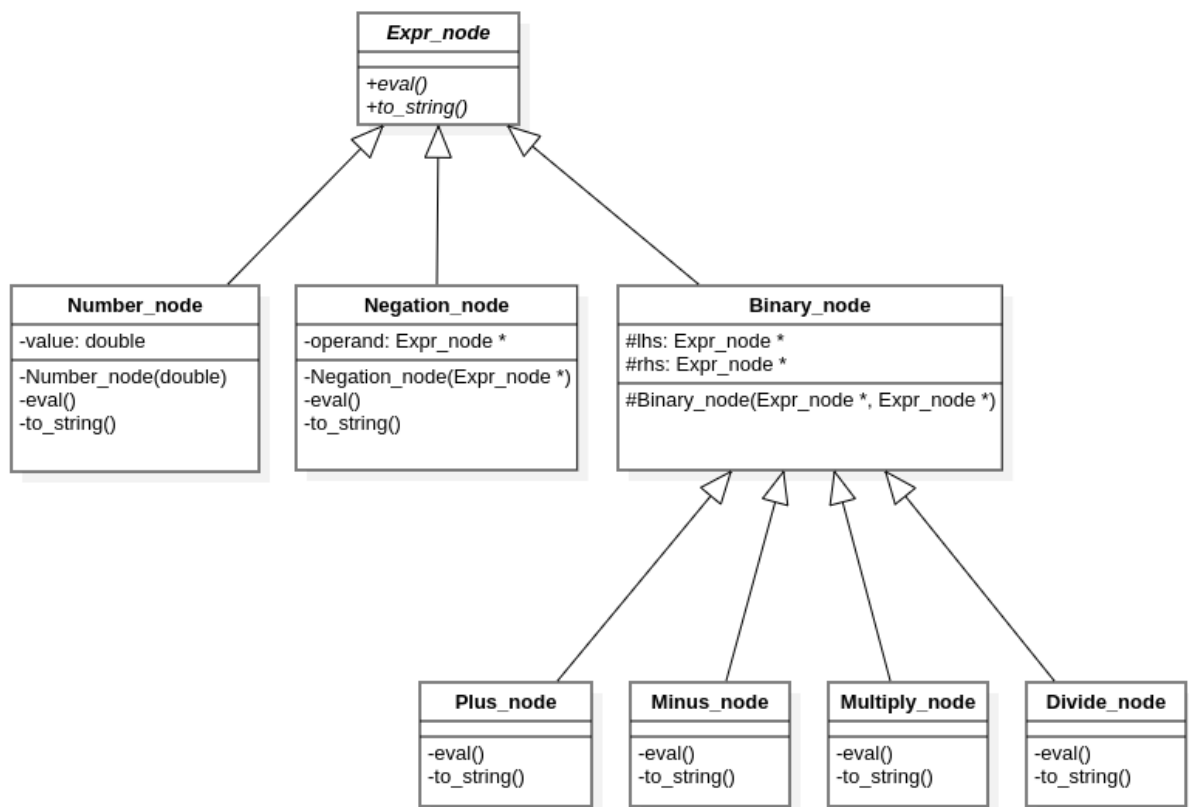 Expr_node
+eval()
+to_string()
Number_node
-value: double
-Number_node(double)
-eval()
-to_string()
Negation_node
-operand: Expr_node *
-Negation_node(Expr_node *)
-eval()
-to_string()
Binary_node
#lhs: Expr_node *
#rhs: Expr_node *
#Binary_node(Expr_node *, Expr_node *)
Plus_node
-eval()
-to_string()
Minus_node
-eval()
-to_string()
Multiply_node
-eval()
-to_string()
Divide_node
-eval()
-to_string()